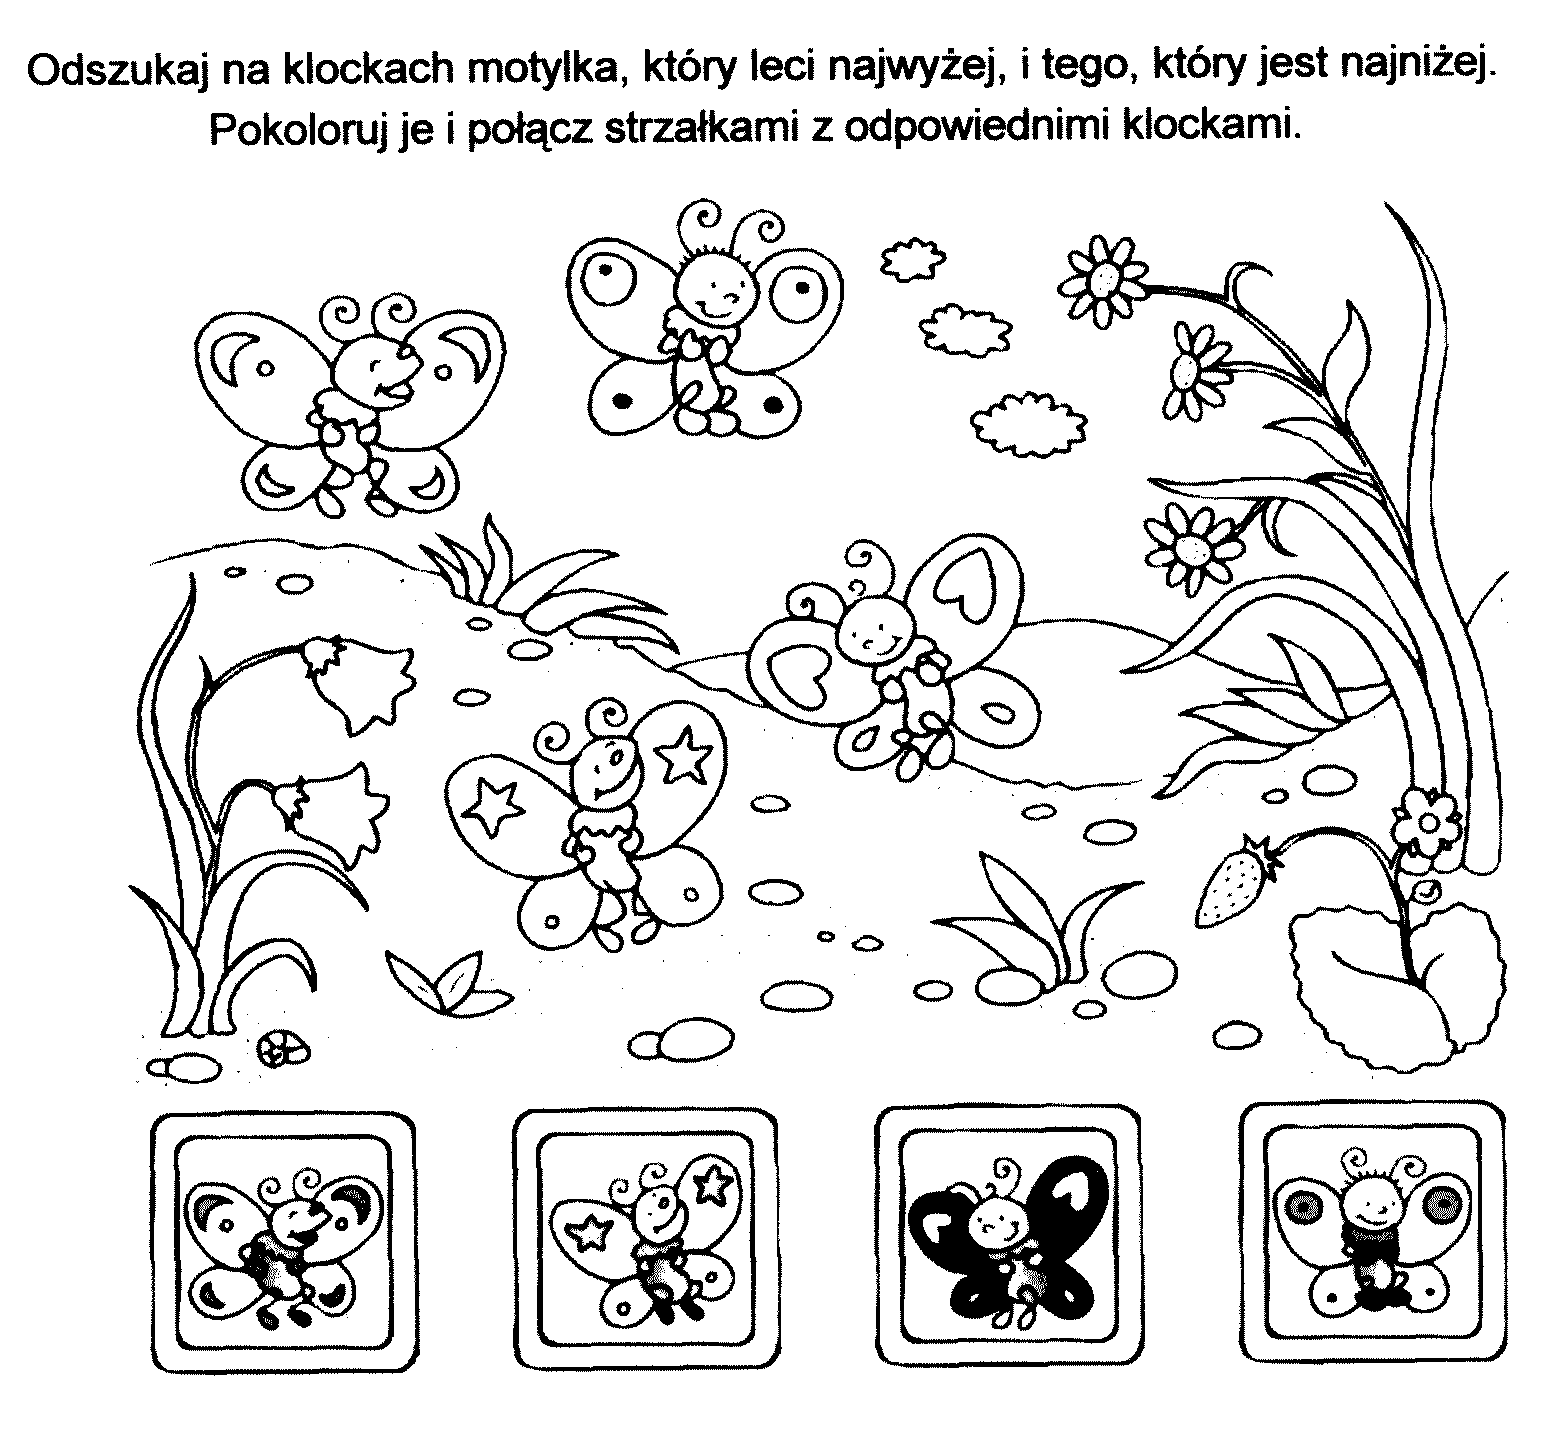 Odszukaj na klockach motylka, który leci najwyżej, i tego, który jest najniżej.
Pokoloruj je i połącz strzałkami z odpowiednimi klockami.